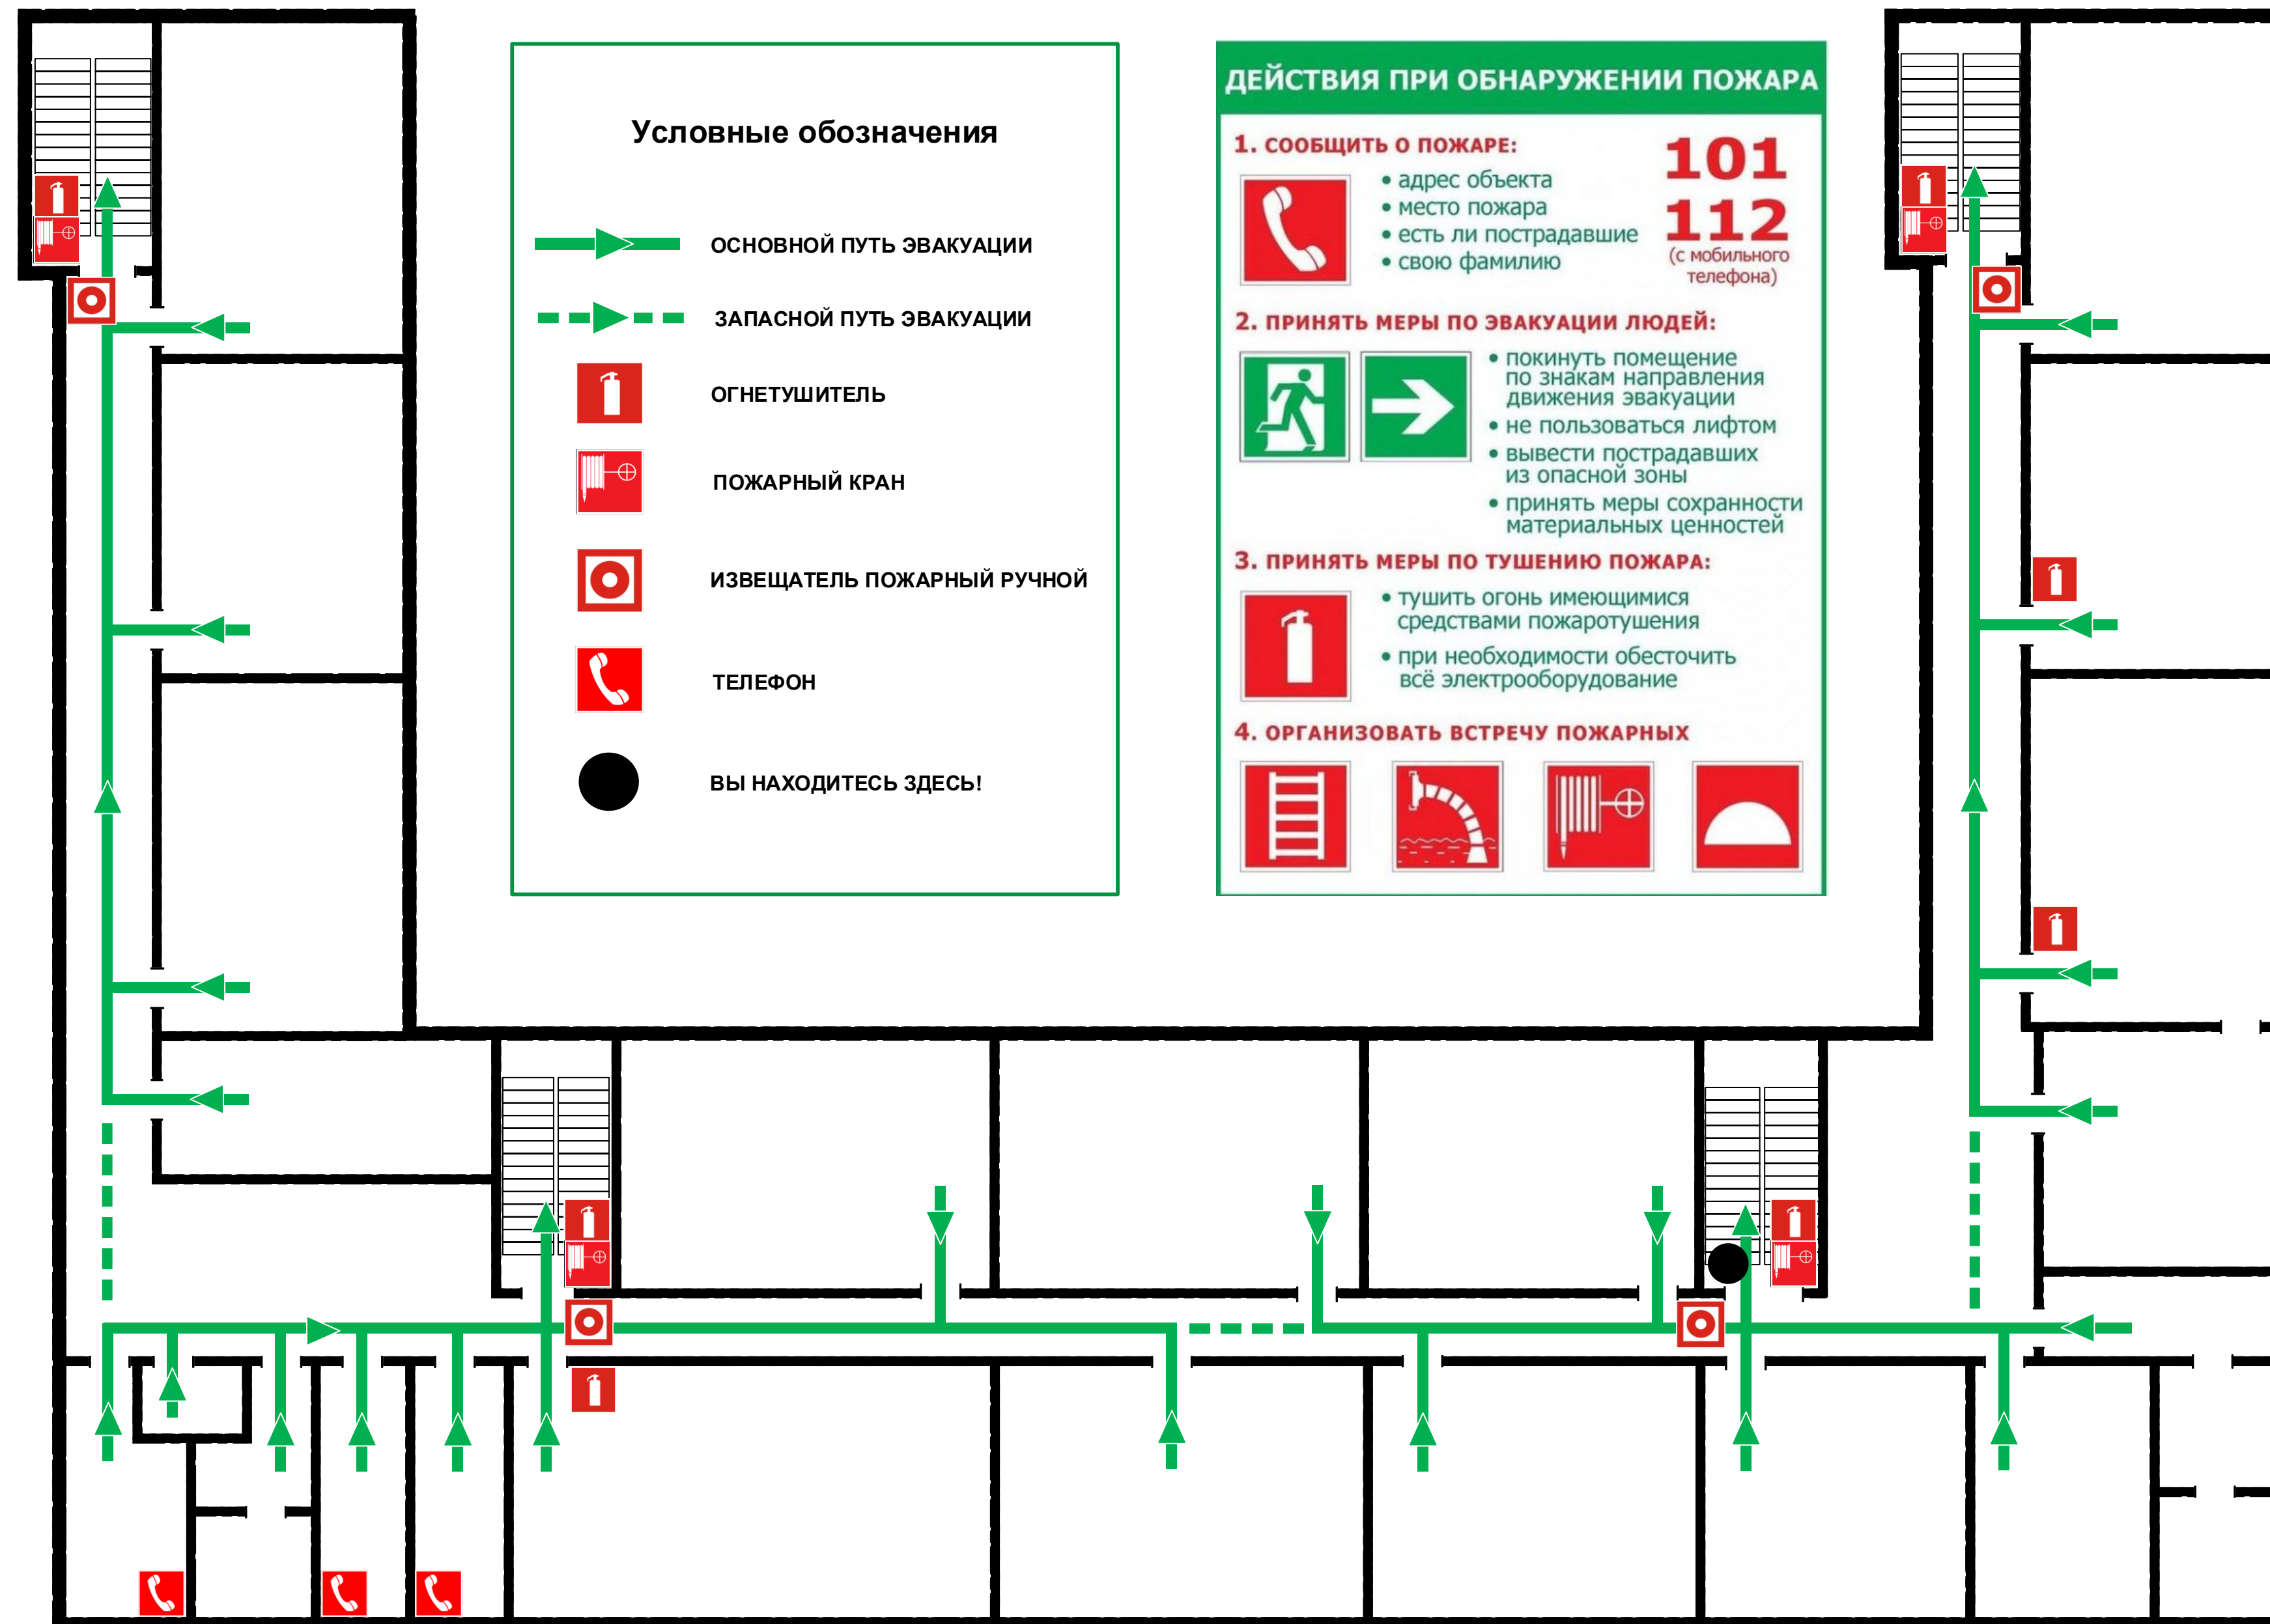 Условные обозначения
ОСНОВНОЙ ПУТЬ ЭВАКУАЦИИ
ЗАПАСНОЙ ПУТЬ ЭВАКУАЦИИ
ОГНЕТУШИТЕЛЬ
ПОЖАРНЫЙ КРАН
ИЗВЕЩАТЕЛЬ ПОЖАРНЫЙ РУЧНОЙ
ТЕЛЕФОН
ВЫ НАХОДИТЕСЬ ЗДЕСЬ!
ДЕЙСТВИЯ ПРИ ОБНАРУЖЕНИИ ПОЖАРА
1. СООБЩИТЬ О ПОЖАРЕ:
• адрес объекта
• место пожара
• есть ли пострадавшие
• свою фамилию
101
112
(с мобильного
телефона)
2. ПРИНЯТЬ МЕРЫ ПО ЭВАКУАЦИИ ЛЮДЕЙ:
• покинуть помещение
по знакам направления
движения эвакуации
• не пользоваться лифтом
• вывести пострадавших
из опасной зоны
• принять меры сохранности
материальных ценностей
3. ПРИНЯТЬ МЕРЫ ПО ТУШЕНИЮ ПОЖАРА:
• тушить огонь имеющимися
средствами пожаротушения
• при необходимости обесточить
всё электрооборудование
4. ОРГАНИЗОВАТЬ ВСТРЕЧУ ПОЖАРНЫХ